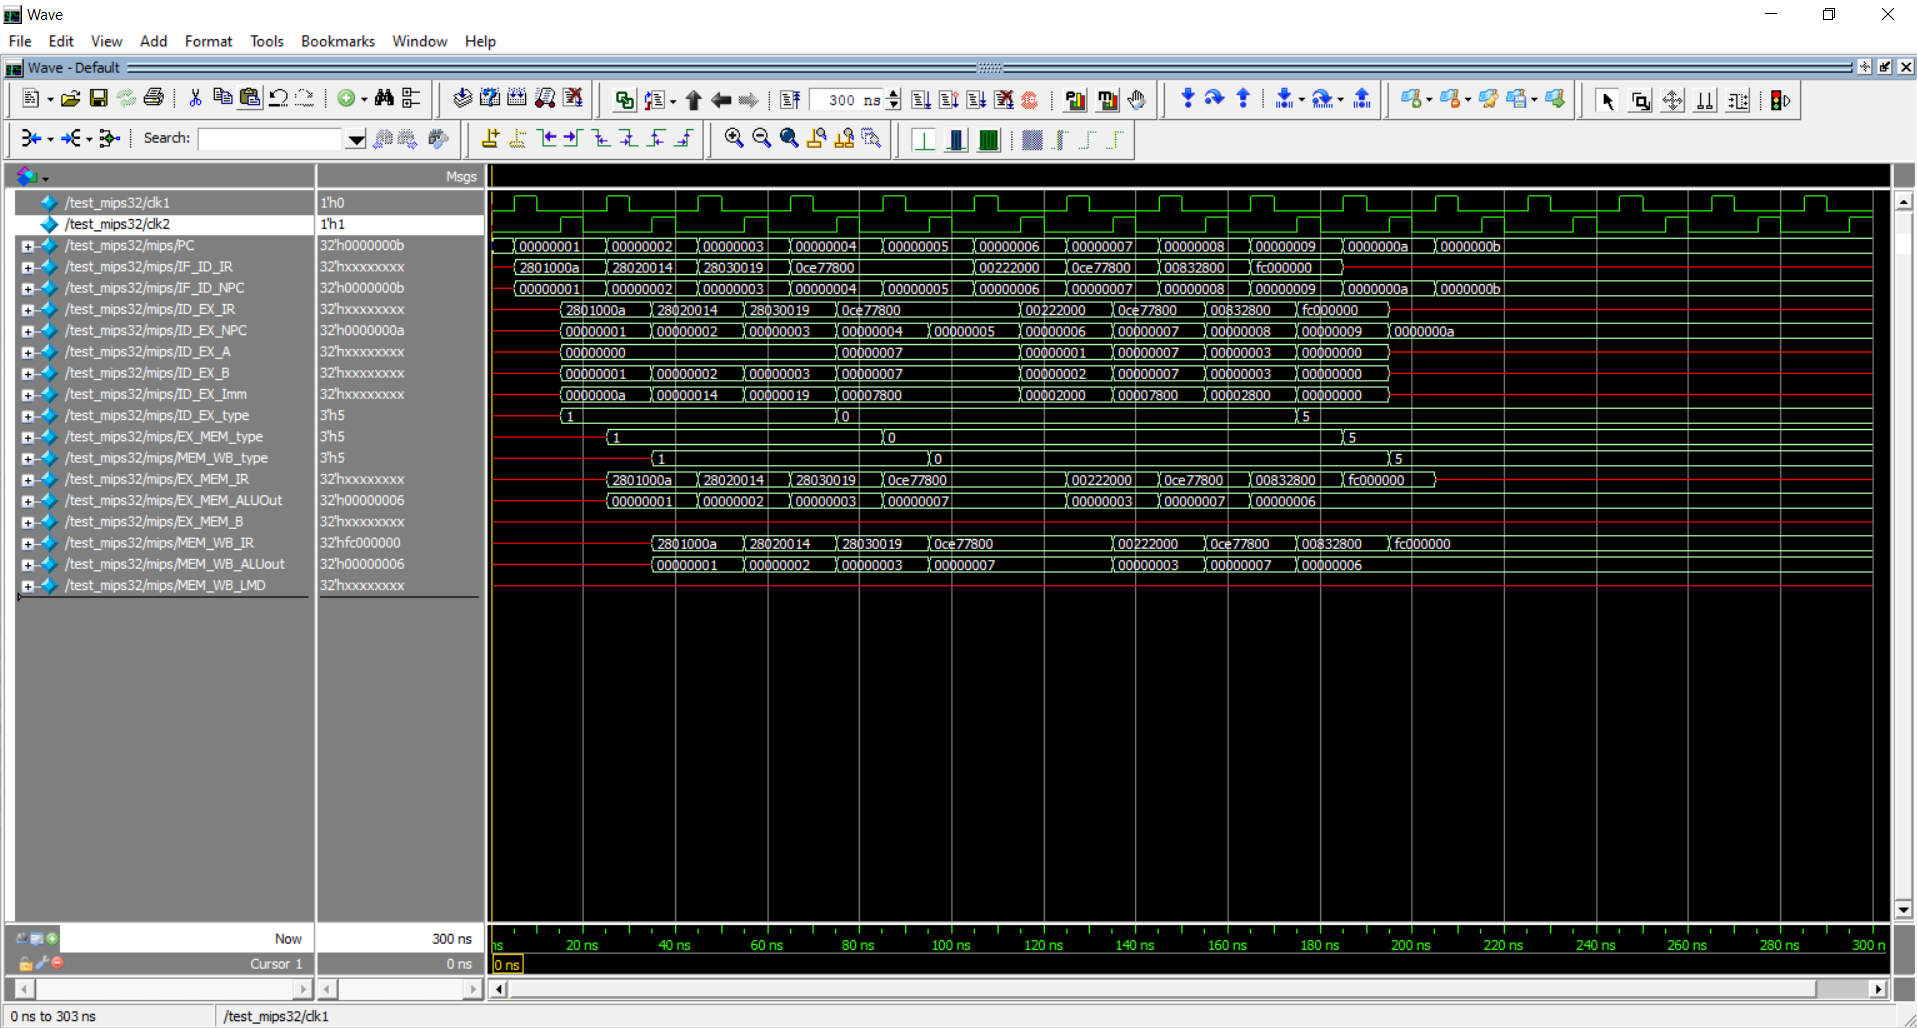 Wave
File Edit View Add Format Tools Bookmarks Window Help
Wave - Default
300 ns
Search:
Msgs
/test_mips32/clk1 1'h0
/test_mips32/clk2 1'h1
/test_mips32/mips/PC 32'h0000000b 00000001 00000002 00000003 00000004 00000005 00000006 00000007 00000008 00000009 0000000a 0000000b
/test_mips32/mips/IF_ID_IR 32'hxxxxxxxx 2801000a 28020014 28030019 0ce77800 00222000 0ce77800 00832800 fc000000
/test_mips32/mips/IF_ID_NPC 32'h0000000b 00000001 00000002 00000003 00000004 00000005 00000006 00000007 00000008 00000009 0000000a 0000000b
/test_mips32/mips/ID_EX_IR 32'hxxxxxxxx 2801000a 28020014 28030019 0ce77800 00222000 0ce77800 00832800 fc000000
/test_mips32/mips/ID_EX_NPC 32'h0000000a 00000001 00000002 00000003 00000004 00000005 00000006 00000007 00000008 00000009 0000000a
/test_mips32/mips/ID_EX_A 32'hxxxxxxxx 00000000 00000007 00000001 00000007 00000003 00000000
/test_mips32/mips/ID_EX_B 32'hxxxxxxxx 00000001 00000002 00000003 00000007 00000002 00000007 00000003 00000000
/test_mips32/mips/ID_EX_Imm 32'hxxxxxxxx 0000000a 00000014 00000019 00007800 00002000 00007800 00002800 00000000
/test_mips32/mips/ID_EX_type 3'h5 1 0 5
/test_mips32/mips/EX_MEM_type 3'h5 1 0 5
/test_mips32/mips/MEM_WB_type 3'h5 1 0 5
/test_mips32/mips/EX_MEM_IR 32'hxxxxxxxx 2801000a 28020014 28030019 0ce77800 00222000 0ce77800 00832800 fc000000
/test_mips32/mips/EX_MEM_ALUOut 32'h00000006 00000001 00000002 00000003 00000007 00000003 00000007 00000006
/test_mips32/mips/EX_MEM_B 32'hxxxxxxxx
/test_mips32/mips/MEM_WB_IR 32'hfc000000 2801000a 28020014 28030019 0ce77800 00222000 0ce77800 00832800 fc000000
/test_mips32/mips/MEM_WB_ALUout 32'h00000006 00000001 00000002 00000003 00000007 00000003 00000007 00000006
/test_mips32/mips/MEM_WB_LMD 32'hxxxxxxxx
Now 300 ns ns 20 ns 40 ns 60 ns 80 ns 100 ns 120 ns 140 ns 160 ns 180 ns 200 ns 220 ns 240 ns 260 ns 280 ns 300 n
Cursor 1 0 ns 0 ns
0 ns to 303 ns /test_mips32/clk1